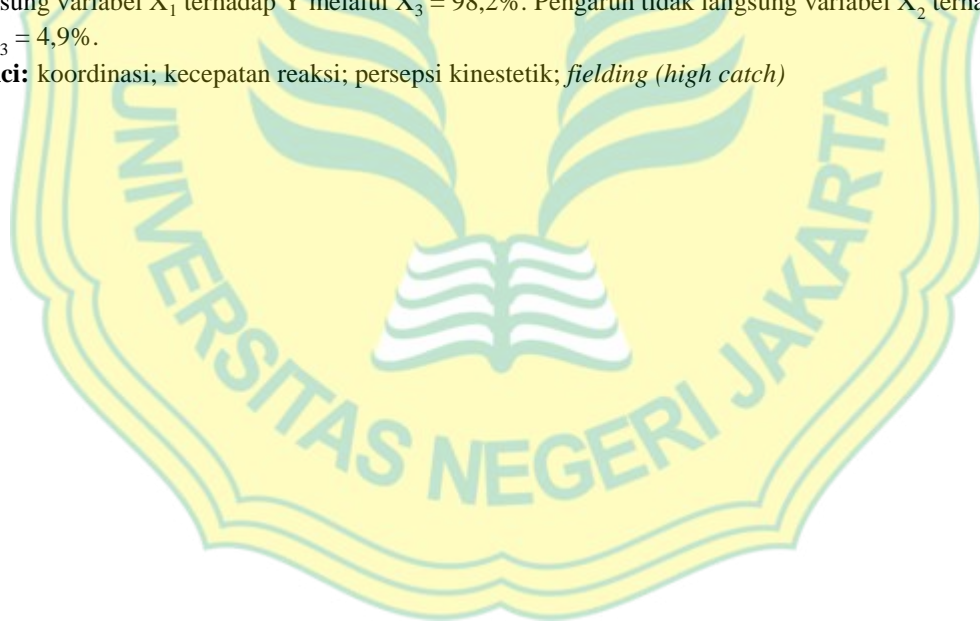 sung variabel X₁ terhadap Y melalui X₃ = 98,2%. Pengaruh tidak langsung variabel X₂ terha
₃ = 4,9%.
ci: koordinasi; kecepatan reaksi; persepsi kinestetik; fielding (high catch)
UNIVERSITAS NEGERI JAKARTA